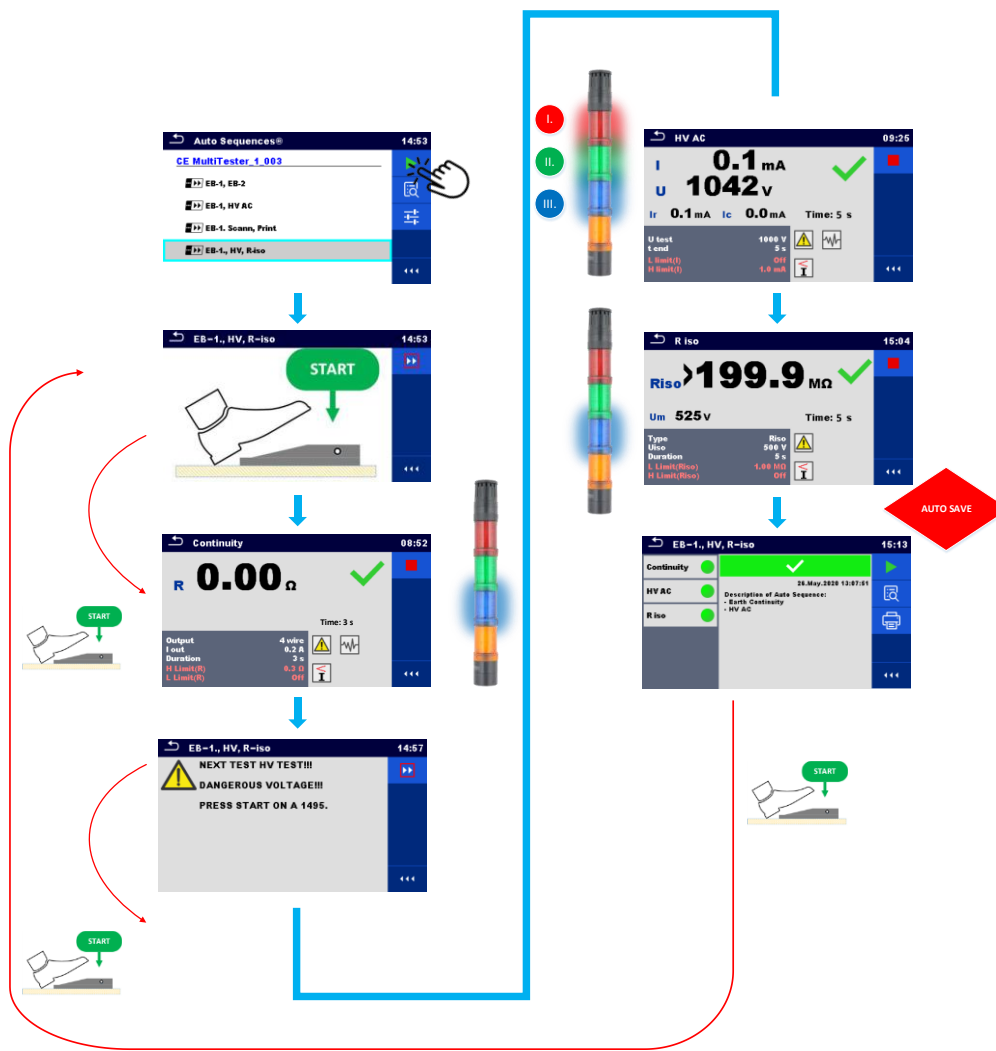 Auto Sequences® 14:53
CE MultiTester_1_003
EB-1, EB-2
EB-1, HV AC
EB-1. Scann, Print
EB-1., HV, R-iso
EB-1., HV, R-iso 14:53
START
Continuity 08:52
R 0.00 Ω
Time: 3 s
Output 4 wire
I out 0.2 A
Duration 3 s
H Limit(R) 0.3 Ω
L Limit(R) Off
START
EB-1., HV, R-iso 14:57
NEXT TEST HV TEST!!!
DANGEROUS VOLTAGE!!!
PRESS START ON A 1495.
START
I.
II.
III.
HV AC 09:25
I 0.1 mA
U 1042 V
Ir 0.1 mA Ic 0.0 mA Time: 5 s
U test 1000 V
t end 5 s
L limit(I) Off
H limit(I) 1.0 mA
R iso 15:04
Riso >199.9 MΩ
Um 525 V Time: 5 s
Type Riso
Uiso 500 V
Duration 5 s
L Limit(Riso) 1.00 MΩ
H Limit(Riso) Off
AUTO SAVE
EB-1., HV, R-iso 15:13
Continuity
HV AC
R iso
26.May.2020 13:07:51
Description of Auto Sequence:
- Earth Continuity
- HV AC
START